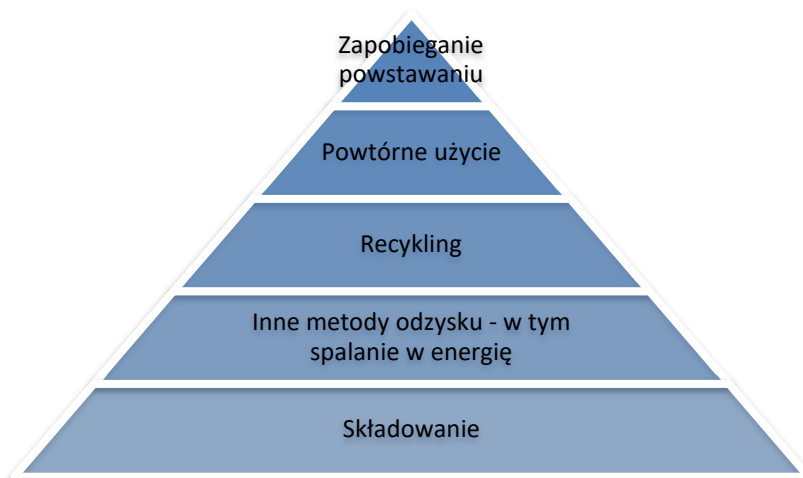 Zapobieganie
powstawaniu
Powtórne użycie
Recykling
Inne metody odzysku - w tym
spalanie w energię
Składowanie